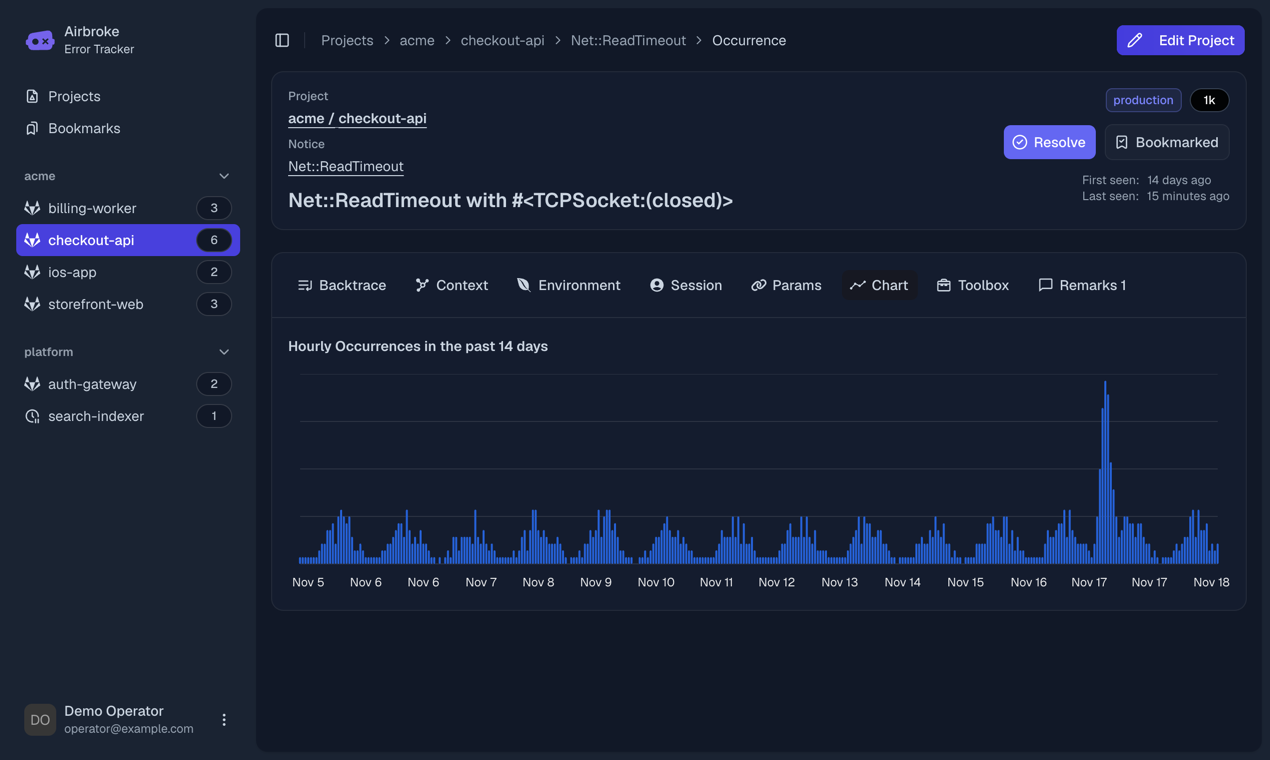 Airbroke
Error Tracker
Projects
Bookmarks
acme
billing-worker 3
checkout-api 6
ios-app 2
storefront-web 3
platform
auth-gateway 2
search-indexer 1
DO
Demo Operator
operator@example.com
Projects > acme > checkout-api > Net::ReadTimeout > Occurrence
Edit Project
Project
acme / checkout-api
Notice
Net::ReadTimeout
Net::ReadTimeout with #<TCPSocket:(closed)>
production 1k
Resolve Bookmarked
First seen: 14 days ago
Last seen: 15 minutes ago
Backtrace Context Environment Session Params Chart Toolbox Remarks 1
Hourly Occurrences in the past 14 days
Nov 5 Nov 6 Nov 6 Nov 7 Nov 8 Nov 9 Nov 10 Nov 11 Nov 12 Nov 13 Nov 14 Nov 15 Nov 16 Nov 17 Nov 17 Nov 18